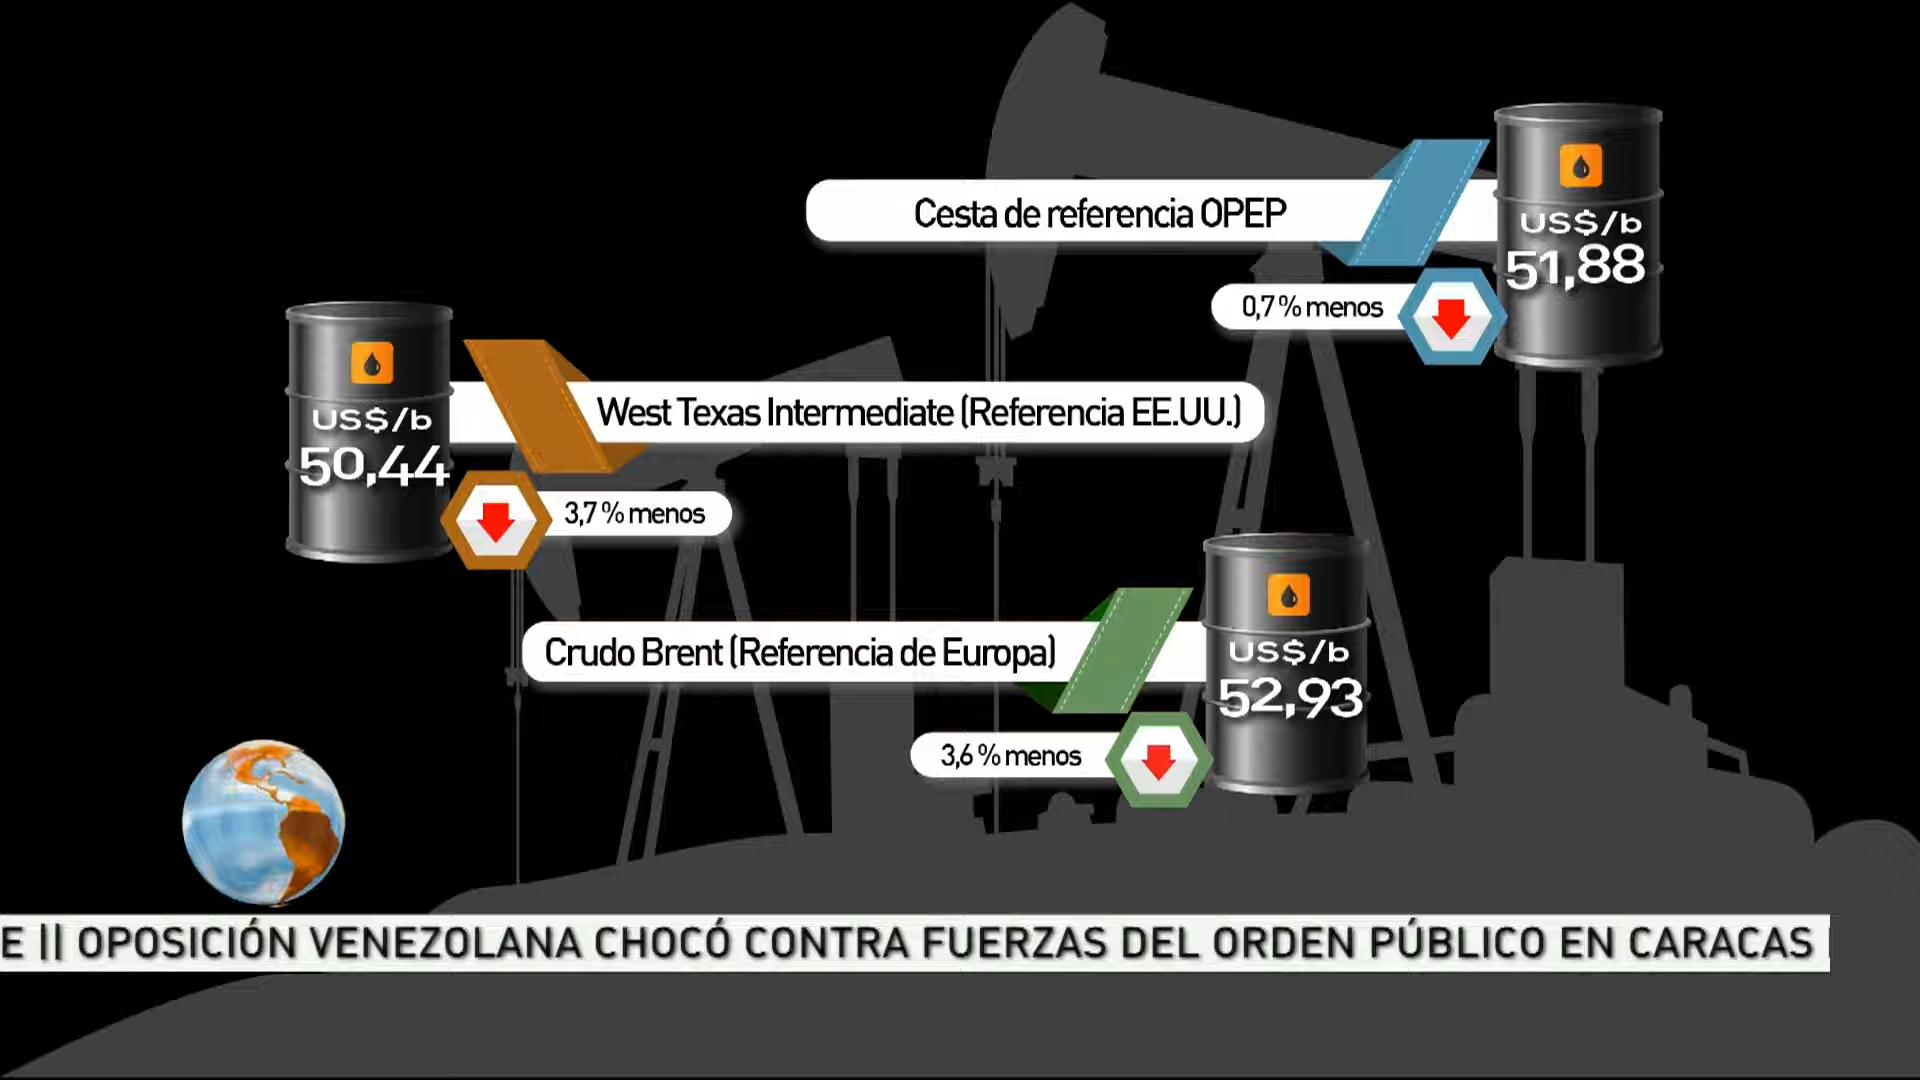 Cesta de referencia OPEP
US$/b
51,88
0,7% menos
US$/b
50,44
West Texas Intermediate (Referencia EE.UU.)
3,7% menos
Crudo Brent (Referencia de Europa)
US$/b
52,93
3,6% menos
E || OPOSICIÓN VENEZOLANA CHOCÓ CONTRA FUERZAS DEL ORDEN PÚBLICO EN CARACAS